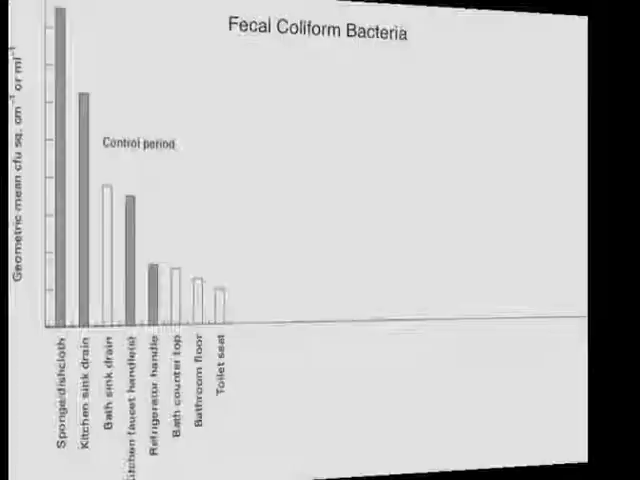 Fecal Coliform Bacteria
Geometric mean cfu sq. cm⁻¹ or ml⁻¹
Control period
Sponge/dishcloth
Kitchen sink drain
Bath sink drain
itchen faucet handle(s)
Refrigerator handle
Bath counter top
Bathroom floor
Toilet seat